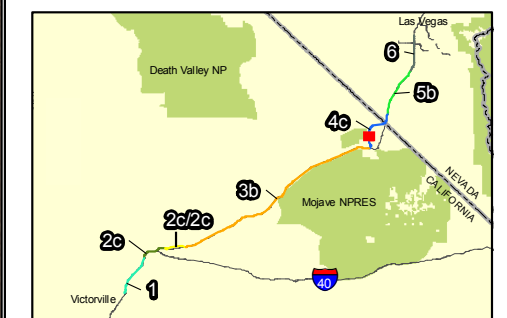 Las Vegas
6
Death Valley NP
5b
4c
NEVADA
CALIFORNIA
3b
Mojave NPRES
2c/2c
2c
40
1
Victorville